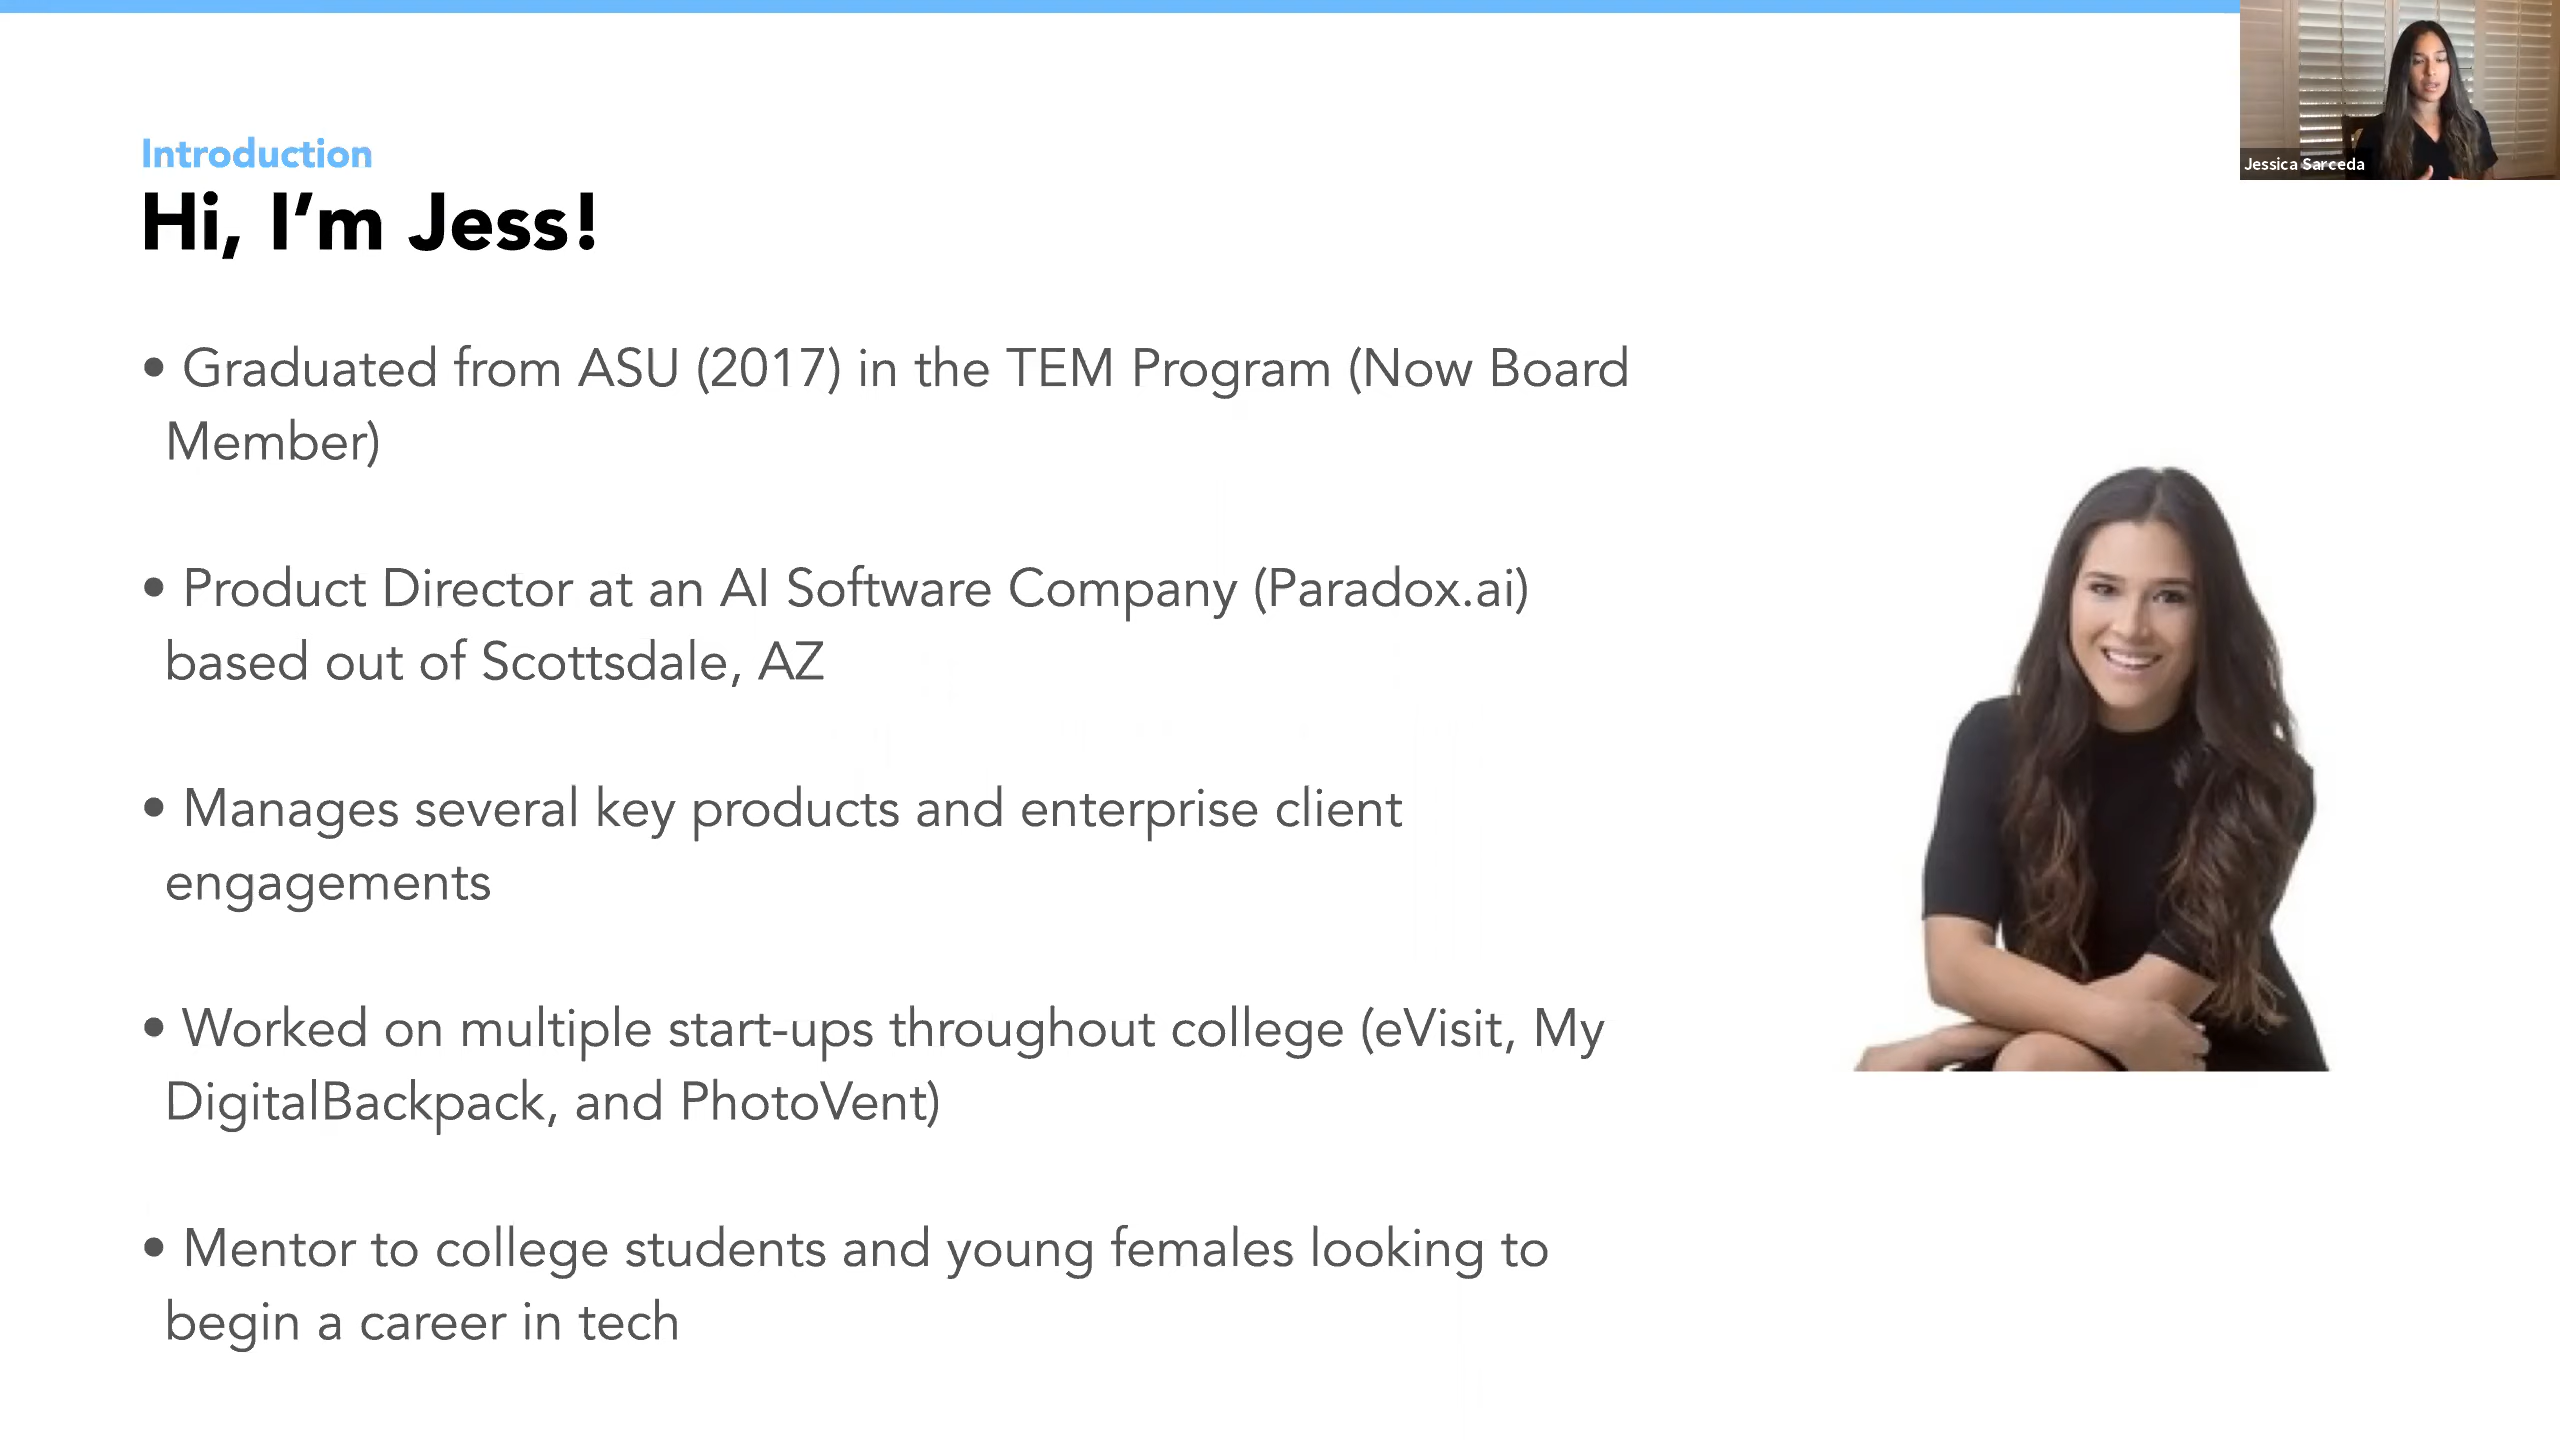 Introduction
Hi, I’m Jess!
• Graduated from ASU (2017) in the TEM Program (Now Board
Member)
• Product Director at an AI Software Company (Paradox.ai)
based out of Scottsdale, AZ
• Manages several key products and enterprise client
engagements
• Worked on multiple start-ups throughout college (eVisit, My
DigitalBackpack, and PhotoVent)
• Mentor to college students and young females looking to
begin a career in tech
Jessica Sarceda